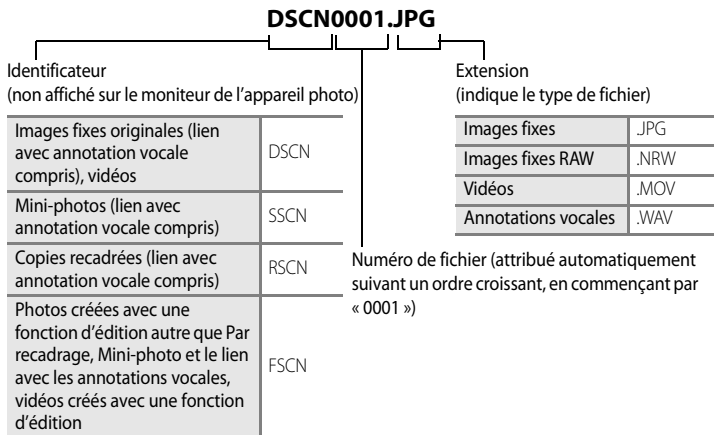 DSCN0001.JPG
Identificateur
(non affiché sur le moniteur de l'appareil photo)
Images fixes originales (lien
avec annotation vocale
compris), vidéos
DSCN
Mini-photos (lien avec
annotation vocale compris)
SSCN
Copies recadrées (lien avec
annotation vocale compris)
RSCN
Photos créées avec une
fonction d'édition autre que Par
recadrage, Mini-photo et le lien
avec les annotations vocales,
vidéos créés avec une fonction
d'édition
FSCN
Extension
(indique le type de fichier)
Images fixes .JPG
Images fixes RAW .NRW
Vidéos .MOV
Annotations vocales .WAV
Numéro de fichier (attribué automatiquement
suivant un ordre croissant, en commençant par
« 0001 »)